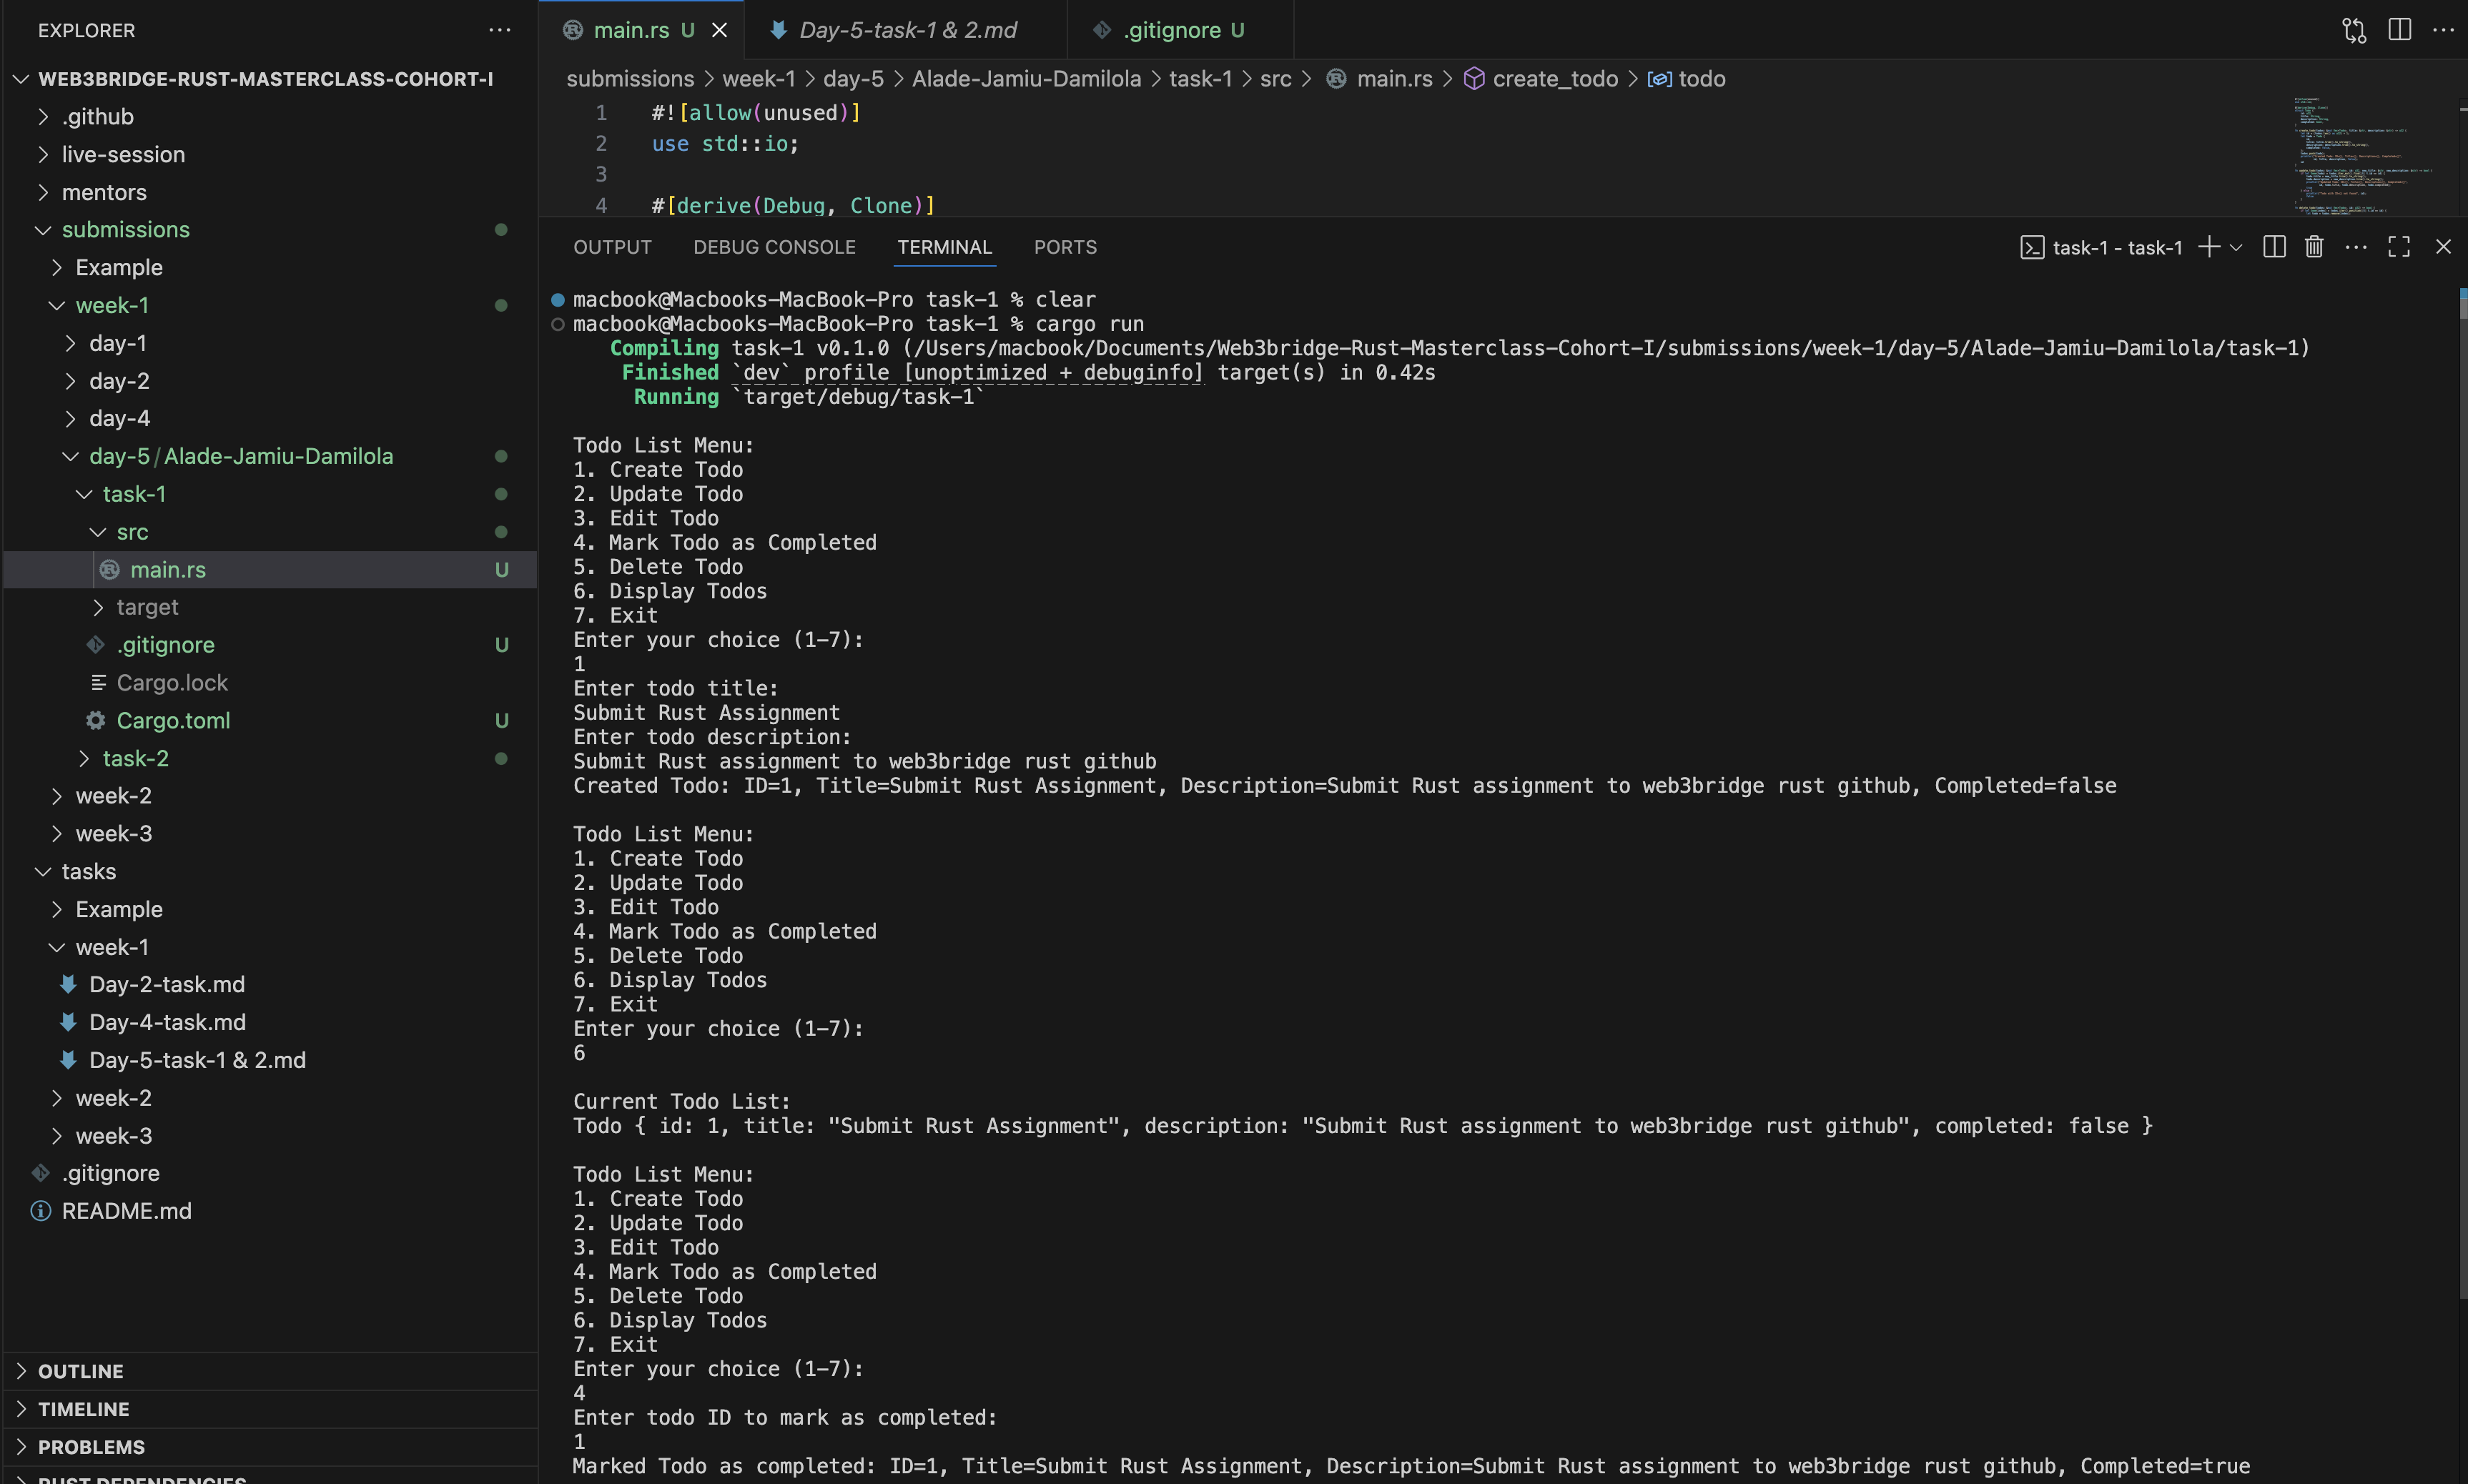 EXPLORER
WEB3BRIDGE-RUST-MASTERCLASS-COHORT-I
.github
live-session
mentors
submissions
Example
week-1
day-1
day-2
day-4
day-5/Alade-Jamiu-Damilola
task-1
src
main.rs U
target
.gitignore U
Cargo.lock
Cargo.toml U
task-2
week-2
week-3
tasks
Example
week-1
Day-2-task.md
Day-4-task.md
Day-5-task-1 & 2.md
week-2
week-3
.gitignore
README.md
OUTLINE
TIMELINE
PROBLEMS
RUST DEPENDENCIES
main.rs U
Day-5-task-1 & 2.md
.gitignore U
submissions > week-1 > day-5 > Alade-Jamiu-Damilola > task-1 > src > main.rs > create_todo > todo
1 #![allow(unused)]
2 use std::io;
3
4 #[derive(Debug, Clone)]
OUTPUT DEBUG CONSOLE TERMINAL PORTS
task-1 - task-1
macbook@Macbooks-MacBook-Pro task-1 % clear
macbook@Macbooks-MacBook-Pro task-1 % cargo run
Compiling task-1 v0.1.0 (/Users/macbook/Documents/Web3bridge-Rust-Masterclass-Cohort-I/submissions/week-1/day-5/Alade-Jamiu-Damilola/task-1)
Finished `dev` profile [unoptimized + debuginfo] target(s) in 0.42s
Running `target/debug/task-1`
Todo List Menu:
1. Create Todo
2. Update Todo
3. Edit Todo
4. Mark Todo as Completed
5. Delete Todo
6. Display Todos
7. Exit
Enter your choice (1-7):
1
Enter todo title:
Submit Rust Assignment
Enter todo description:
Submit Rust assignment to web3bridge rust github
Created Todo: ID=1, Title=Submit Rust Assignment, Description=Submit Rust assignment to web3bridge rust github, Completed=false
Todo List Menu:
1. Create Todo
2. Update Todo
3. Edit Todo
4. Mark Todo as Completed
5. Delete Todo
6. Display Todos
7. Exit
Enter your choice (1-7):
6
Current Todo List:
Todo { id: 1, title: "Submit Rust Assignment", description: "Submit Rust assignment to web3bridge rust github", completed: false }
Todo List Menu:
1. Create Todo
2. Update Todo
3. Edit Todo
4. Mark Todo as Completed
5. Delete Todo
6. Display Todos
7. Exit
Enter your choice (1-7):
4
Enter todo ID to mark as completed:
1
Marked Todo as completed: ID=1, Title=Submit Rust Assignment, Description=Submit Rust assignment to web3bridge rust github, Completed=true